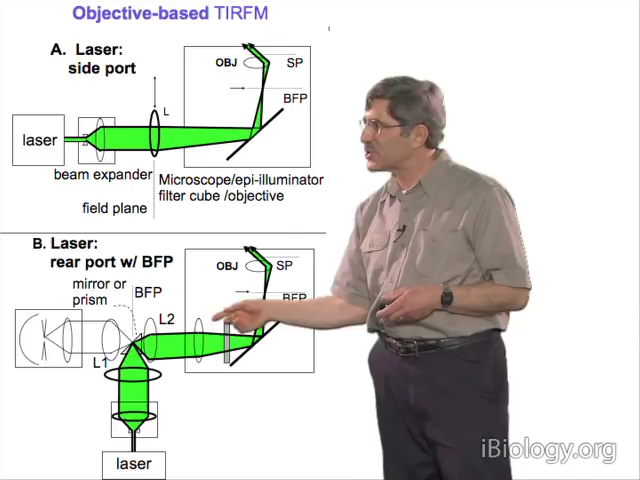 Objective-based TIRFM
A. Laser:
side port
OBJ
SP
BFP
L
laser
beam expander
field plane
Microscope/epi-illuminator
filter cube /objective
B. Laser:
rear port w/ BFP
mirror or
prism
BFP
OBJ
SP
BFP
L2
L1
laser
iBiology.org